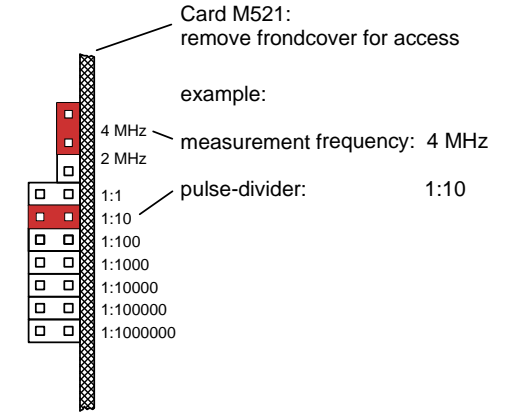 Card M521:
remove frondcover for access
example:
4 MHz
measurement frequency: 4 MHz
2 MHz
1:1
pulse-divider: 1:10
1:10
1:100
1:1000
1:10000
1:100000
1:1000000